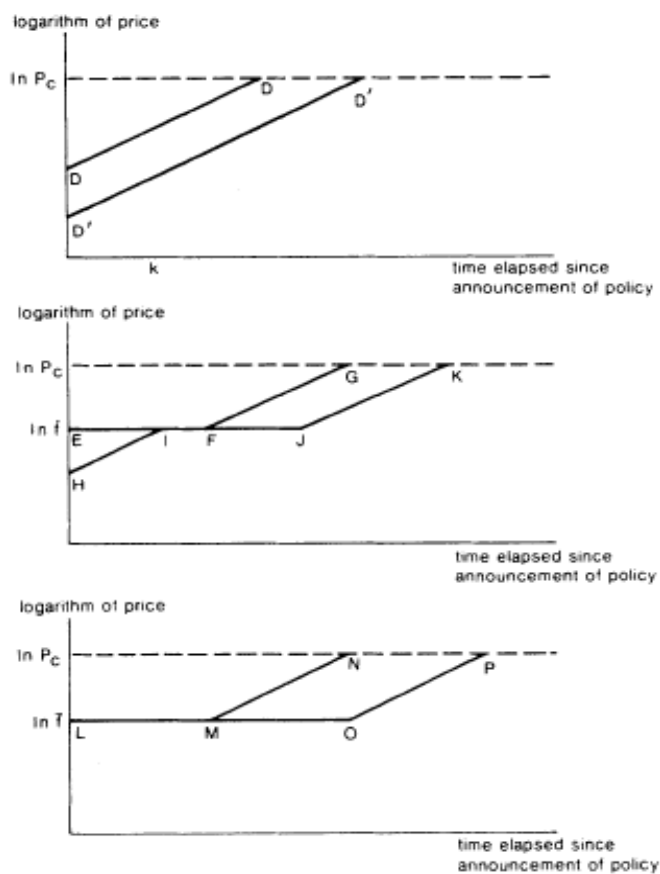 logarithm of price
ln Pc
D
D'
D
D'
k
time elapsed since
announcement of policy
logarithm of price
ln Pc
G
K
ln f̄
E
I
F
J
H
time elapsed since
announcement of policy
logarithm of price
ln Pc
N
P
ln f̄
L
M
O
time elapsed since
announcement of policy